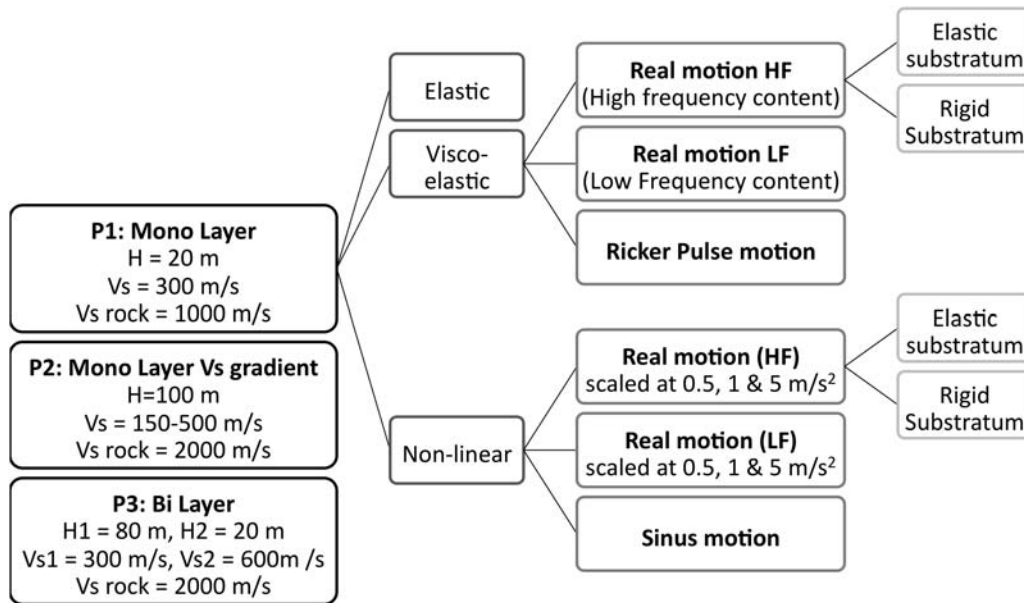 P1: Mono Layer
H = 20 m
Vs = 300 m/s
Vs rock = 1000 m/s
P2: Mono Layer Vs gradient
H=100 m
Vs = 150-500 m/s
Vs rock = 2000 m/s
P3: Bi Layer
H1 = 80 m, H2 = 20 m
Vs1 = 300 m/s, Vs2 = 600m /s
Vs rock = 2000 m/s
Elastic
Visco-
elastic
Non-linear
Real motion HF
(High frequency content)
Real motion LF
(Low Frequency content)
Ricker Pulse motion
Real motion (HF)
scaled at 0.5, 1 & 5 m/s²
Real motion (LF)
scaled at 0.5, 1 & 5 m/s²
Sinus motion
Elastic
substratum
Rigid
Substratum
Elastic
substratum
Rigid
Substratum